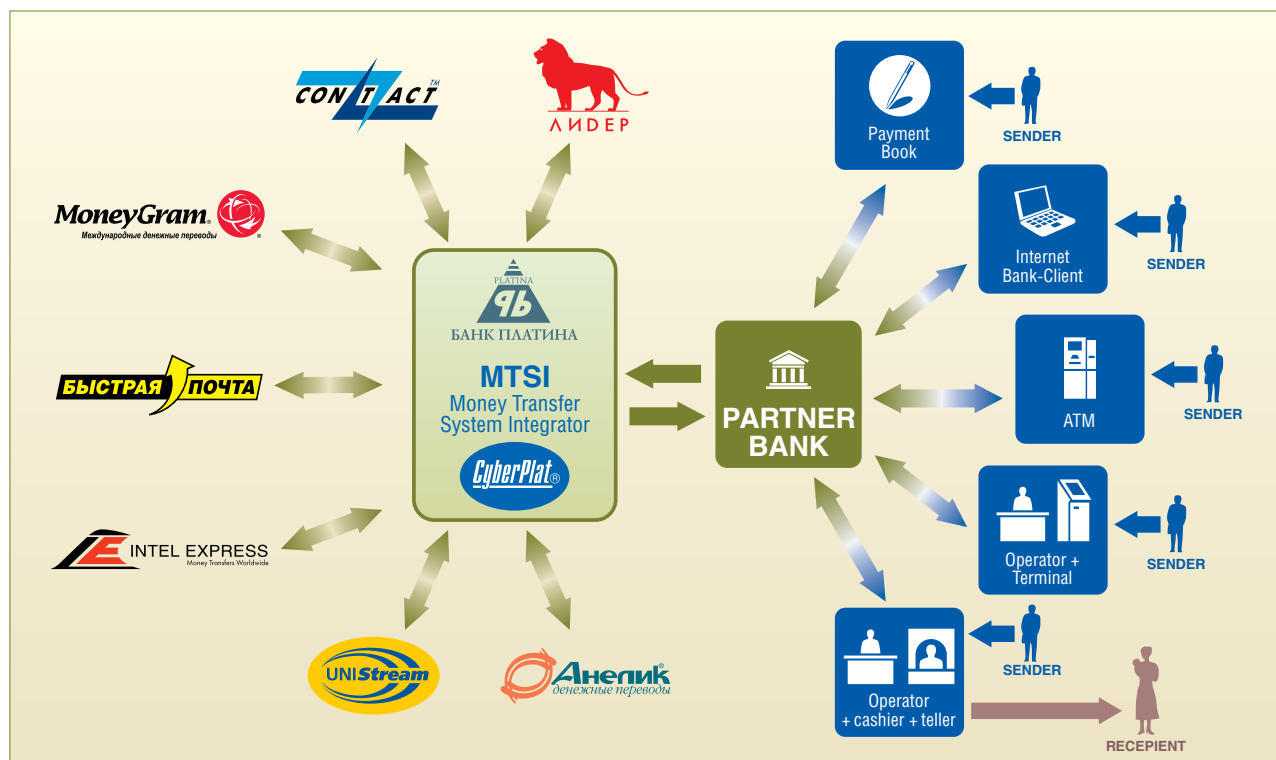 CONTACT™
ЛИДЕР
MoneyGram®
Международные денежные переводы
БЫСТРАЯ ПОЧТА
INTEL EXPRESS
Money Transfers Worldwide
UNIStream
Анелик®
денежные переводы
PLATINA
pb
БАНК ПЛАТИНА
MTSI
Money Transfer
System Integrator
CyberPlat®
PARTNER
BANK
Payment
Book
SENDER
Internet
Bank-Client
SENDER
ATM
SENDER
Operator +
Terminal
SENDER
Operator
+ cashier + teller
SENDER
RECEPIENT